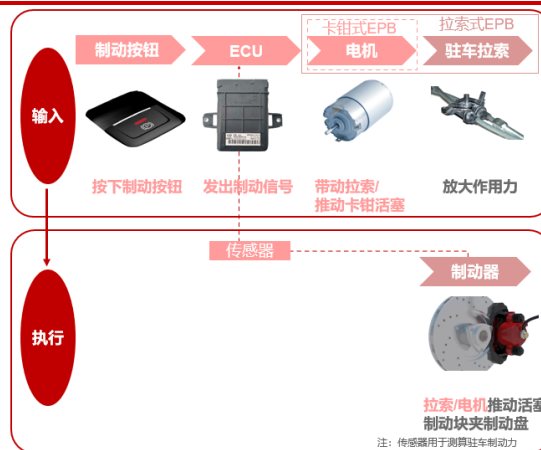 卡钳式EPB
拉索式EPB
制动按钮
ECU
电机
驻车拉索
输入
按下制动按钮
发出制动信号
带动拉索/
推动卡钳活塞
放大作用力
传感器
制动器
执行
拉索/电机推动活塞
制动块夹制动盘
注：传感器用于测算驻车制动力